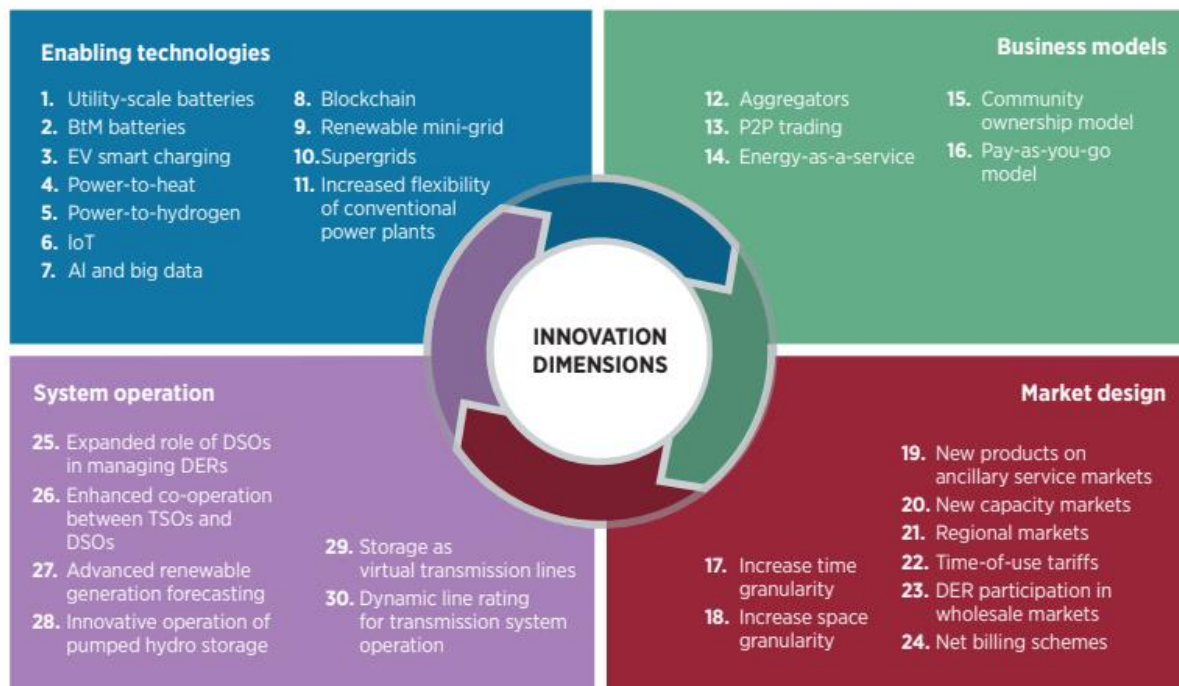 Enabling technologies
1. Utility-scale batteries
2. BtM batteries
3. EV smart charging
4. Power-to-heat
5. Power-to-hydrogen
6. IoT
7. AI and big data
8. Blockchain
9. Renewable mini-grid
10. Supergrids
11. Increased flexibility
of conventional
power plants
Business models
12. Aggregators
13. P2P trading
14. Energy-as-a-service
15. Community
ownership model
16. Pay-as-you-go
model
INNOVATION
DIMENSIONS
System operation
25. Expanded role of DSOs
in managing DERs
26. Enhanced co-operation
between TSOs and
DSOs
27. Advanced renewable
generation forecasting
28. Innovative operation of
pumped hydro storage
29. Storage as
virtual transmission lines
30. Dynamic line rating
for transmission system
operation
Market design
17. Increase time
granularity
18. Increase space
granularity
19. New products on
ancillary service markets
20. New capacity markets
21. Regional markets
22. Time-of-use tariffs
23. DER participation in
wholesale markets
24. Net billing schemes